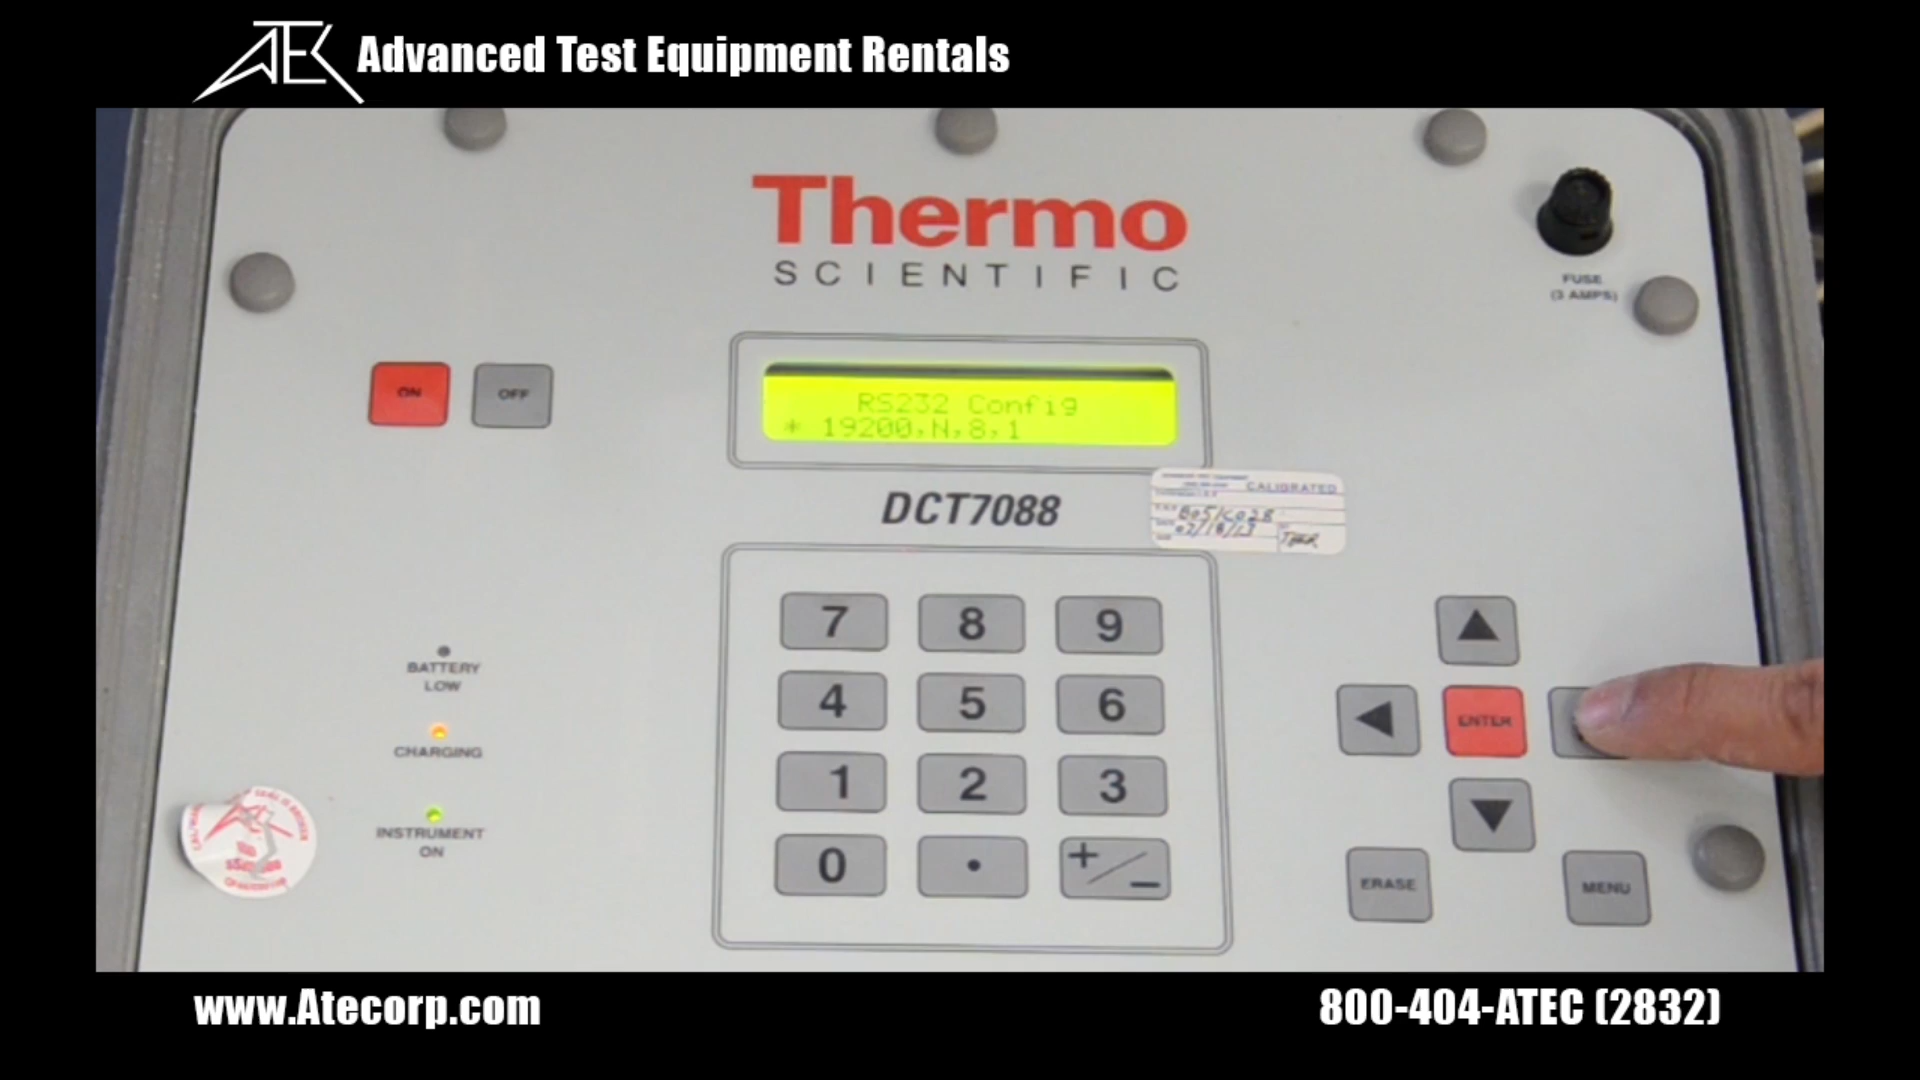 ATEC Advanced Test Equipment Rentals
Thermo
SCIENTIFIC
FUSE
(3 AMPS)
ON OFF
RS232 Config
* 19200,N,8,1
DCT7088
CALIBRATED
7 8 9
4 5 6
1 2 3
0 . +/−
BATTERY
LOW
CHARGING
INSTRUMENT
ON
▲
◀ ENTER
▼
ERASE MENU
www.Atecorp.com
800-404-ATEC (2832)